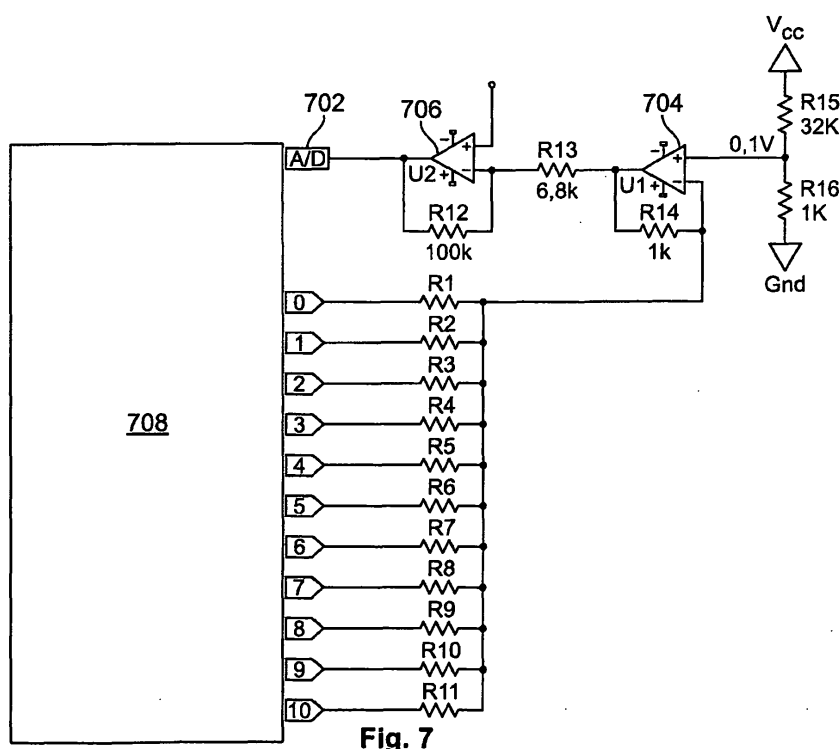 V_CC
702
706
704
R15
32K
A/D
U2
+
-
+
-
R13
6,8k
U1
+
-
+
-
0,1V
R16
1K
R12
100k
R14
1k
Gnd
0
R1
1
R2
2
R3
3
R4
708
4
R5
5
R6
6
R7
7
R8
8
R9
9
R10
10
R11
Fig. 7